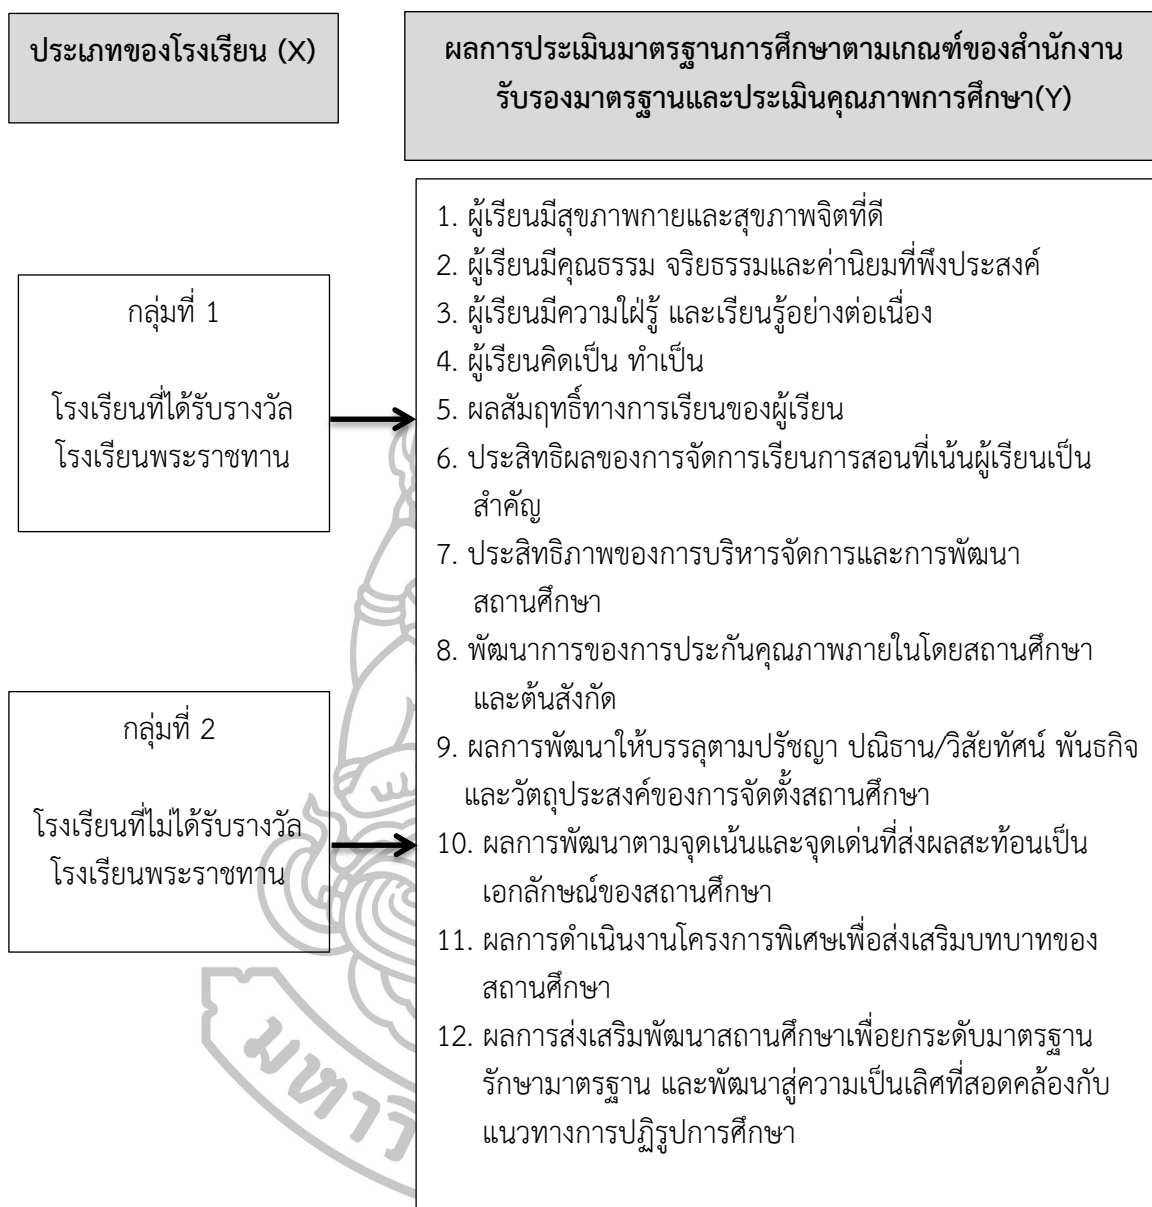 ประเภทของโรงเรียน (X)
ผลการประเมินมาตรฐานการศึกษาตามเกณฑ์ของสำนักงาน
รับรองมาตรฐานและประเมินคุณภาพการศึกษา(Y)
กลุ่มที่ 1
โรงเรียนที่ได้รับรางวัล
โรงเรียนพระราชทาน
กลุ่มที่ 2
โรงเรียนที่ไม่ได้รับรางวัล
โรงเรียนพระราชทาน
1. ผู้เรียนมีสุขภาพกายและสุขภาพจิตที่ดี
2. ผู้เรียนมีคุณธรรม จริยธรรมและค่านิยมที่พึงประสงค์
3. ผู้เรียนมีความใฝ่รู้ และเรียนรู้อย่างต่อเนื่อง
4. ผู้เรียนคิดเป็น ทำเป็น
5. ผลสัมฤทธิ์ทางการเรียนของผู้เรียน
6. ประสิทธิผลของการจัดการเรียนการสอนที่เน้นผู้เรียนเป็น
สำคัญ
7. ประสิทธิภาพของการบริหารจัดการและการพัฒนา
สถานศึกษา
8. พัฒนาการของการประกันคุณภาพภายในโดยสถานศึกษา
และต้นสังกัด
9. ผลการพัฒนาให้บรรลุตามปรัชญา ปณิธาน/วิสัยทัศน์ พันธกิจ
และวัตถุประสงค์ของการจัดตั้งสถานศึกษา
10. ผลการพัฒนาตามจุดเน้นและจุดเด่นที่ส่งผลสะท้อนเป็น
เอกลักษณ์ของสถานศึกษา
11. ผลการดำเนินงานโครงการพิเศษเพื่อส่งเสริมบทบาทของ
สถานศึกษา
12. ผลการส่งเสริมพัฒนาสถานศึกษาเพื่อยกระดับมาตรฐาน
รักษามาตรฐาน และพัฒนาสู่ความเป็นเลิศที่สอดคล้องกับ
แนวทางการปฏิรูปการศึกษา